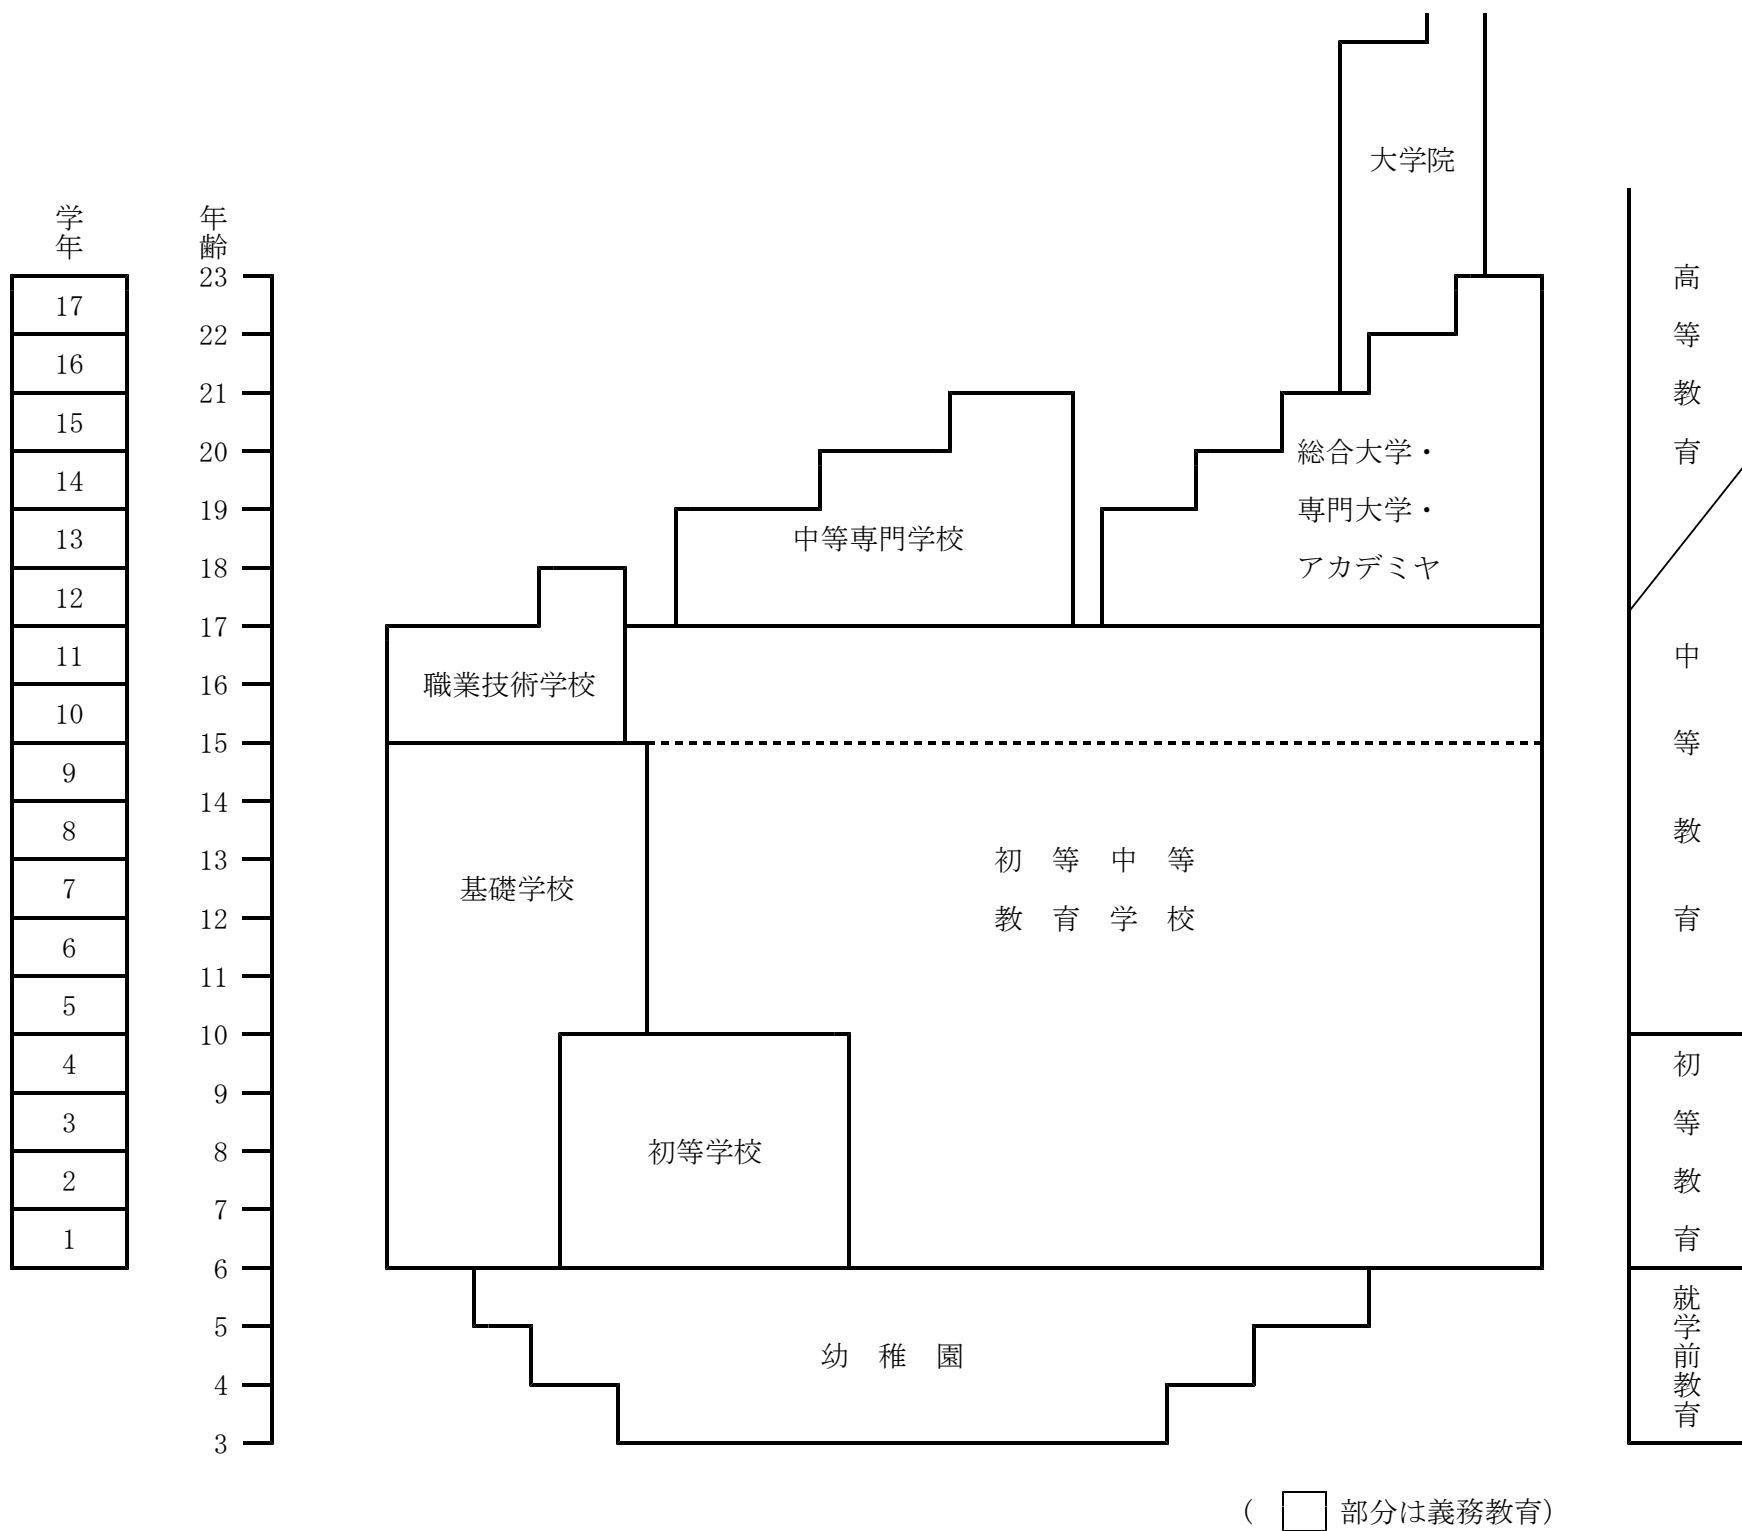 大学院
学年
年齢
23
17
22
16
21
15
20
14
19
13
18
12
17
11
16
10
15
9
14
8
13
7
12
6
11
5
10
4
9
3
8
2
7
1
6
5
4
3
総合大学・
専門大学・
アカデミヤ
中等専門学校
職業技術学校
基礎学校
初 等 中 等
教 育 学 校
初等学校
幼 稚 園
高等教育
中等教育
初等教育
就学前教育
( 部分は義務教育)